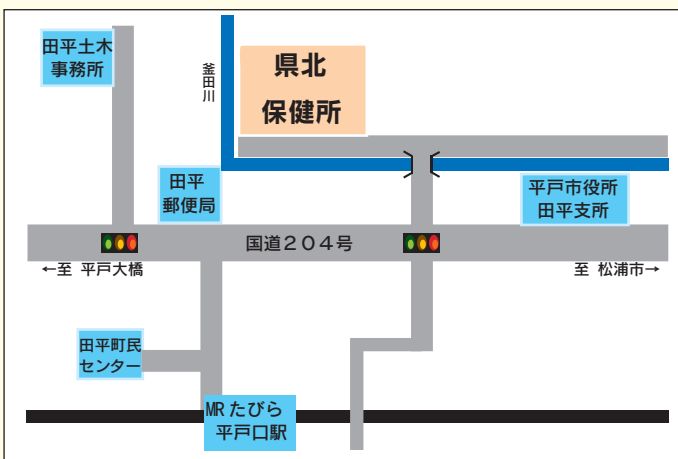 田平土木
事務所
釜田川
県北
保健所
田平
郵便局
平戸市役所
田平支所
国道204号
←至 平戸大橋
至 松浦市→
田平町民
センター
MRたびら
平戸口駅